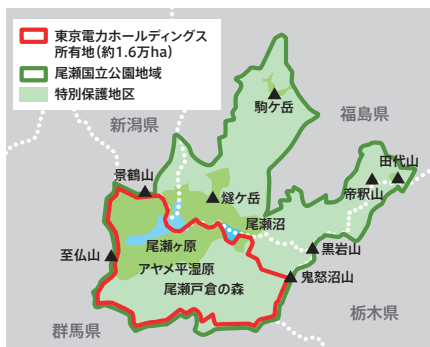 東京電力ホールディングス
所有地(約1.6万ha)
尾瀬国立公園地域
特別保護地区
駒ケ岳
新潟県
福島県
田代山
景鶴山
帝釈山
燧ケ岳
尾瀬沼
尾瀬ヶ原
黒岩山
至仏山
アヤメ平湿原
鬼怒沼山
尾瀬戸倉の森
栃木県
群馬県